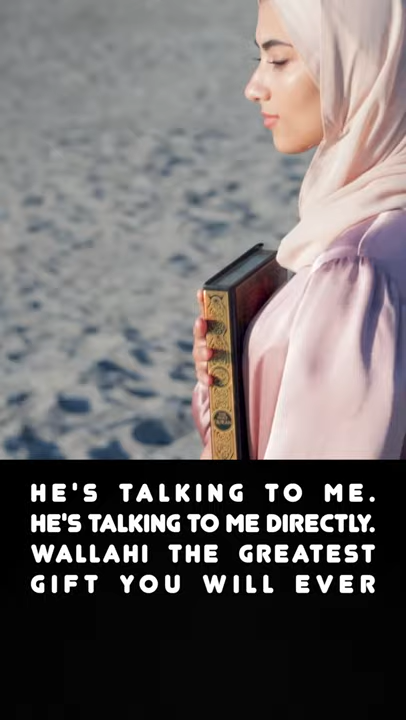 HE'S TALKING TO ME.
HE'S TALKING TO ME DIRECTLY.
WALLAHI THE GREATEST
GIFT YOU WILL EVER